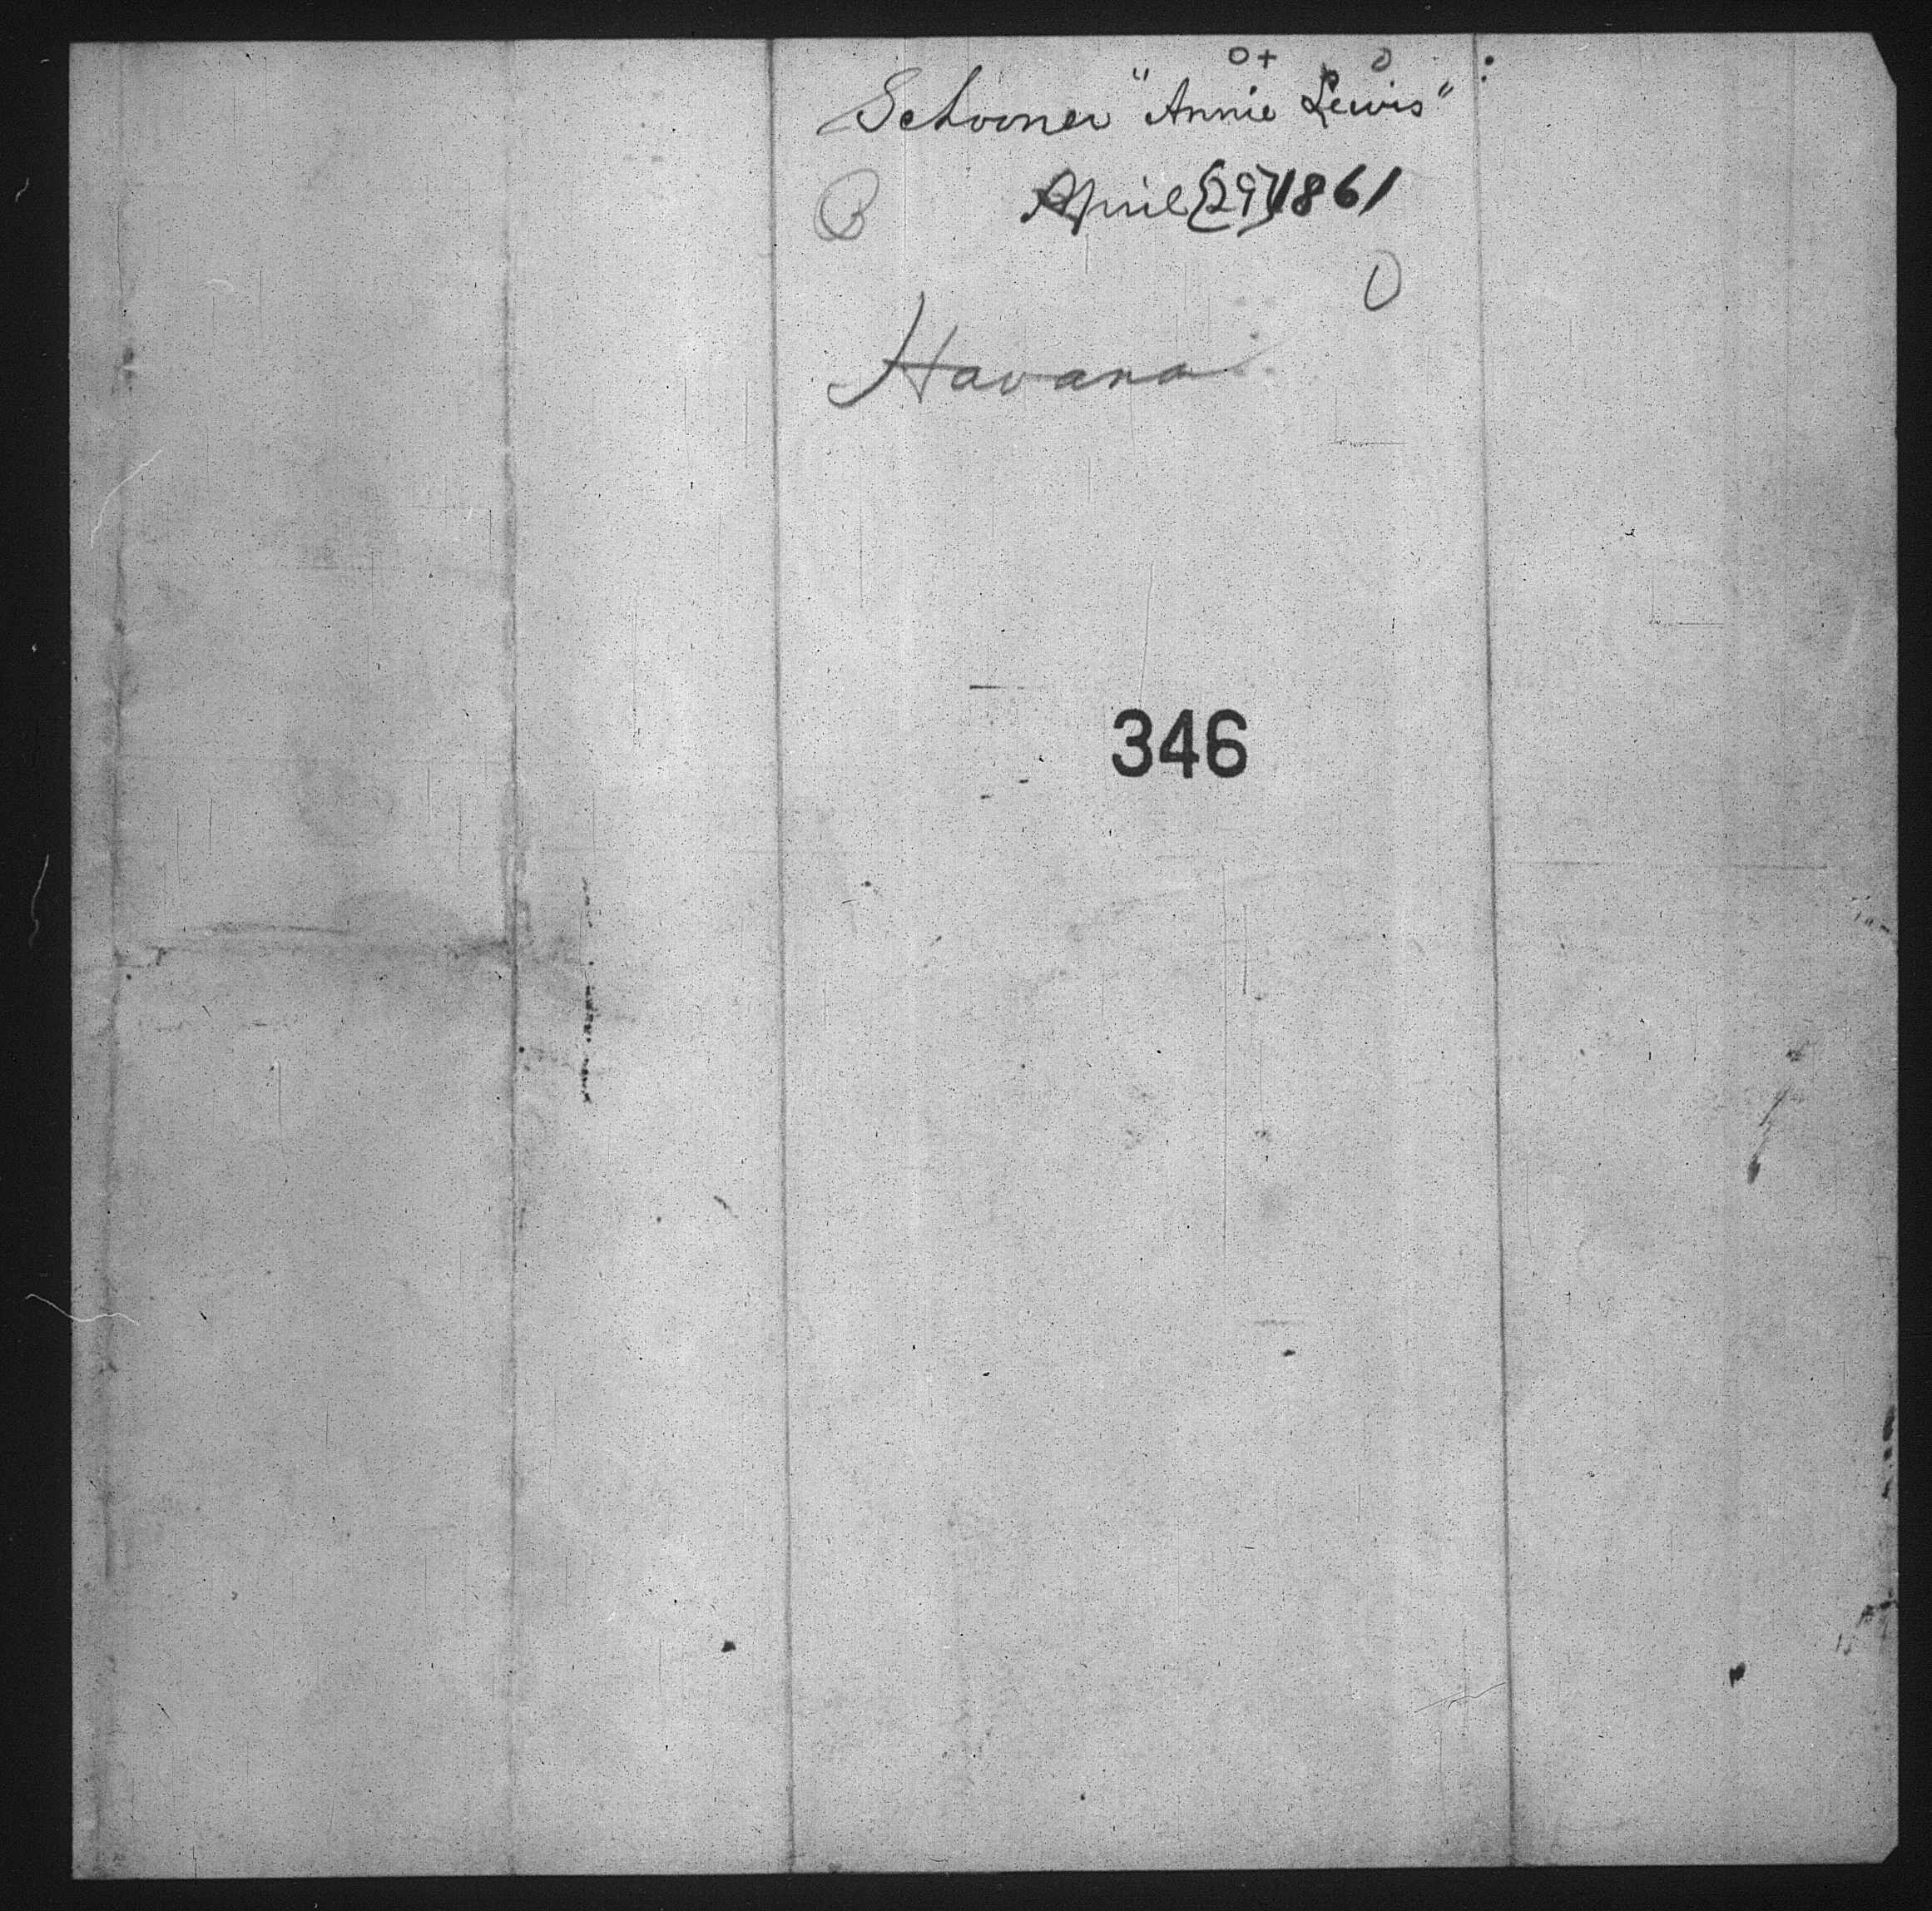 Schooner "Annie Lewis"
April [29] 1861
Havana
346